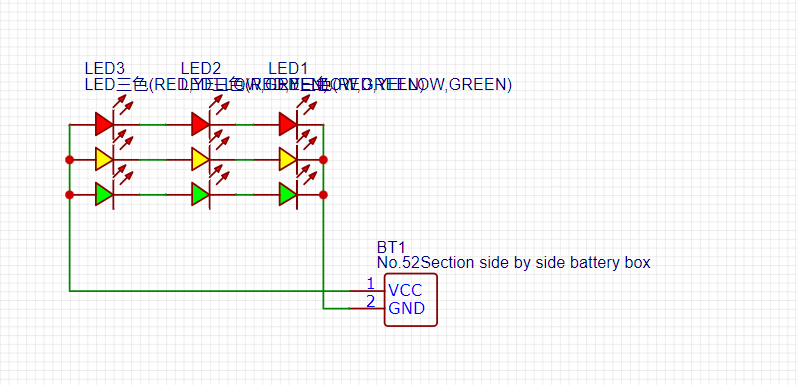 LED3 LED2 LED1
LED三色(RED,YELLOW,GREEN) LED三色(RED,YELLOW,GREEN) LED三色(RED,YELLOW,GREEN)
BT1
No.52Section side by side battery box
1 VCC
2 GND